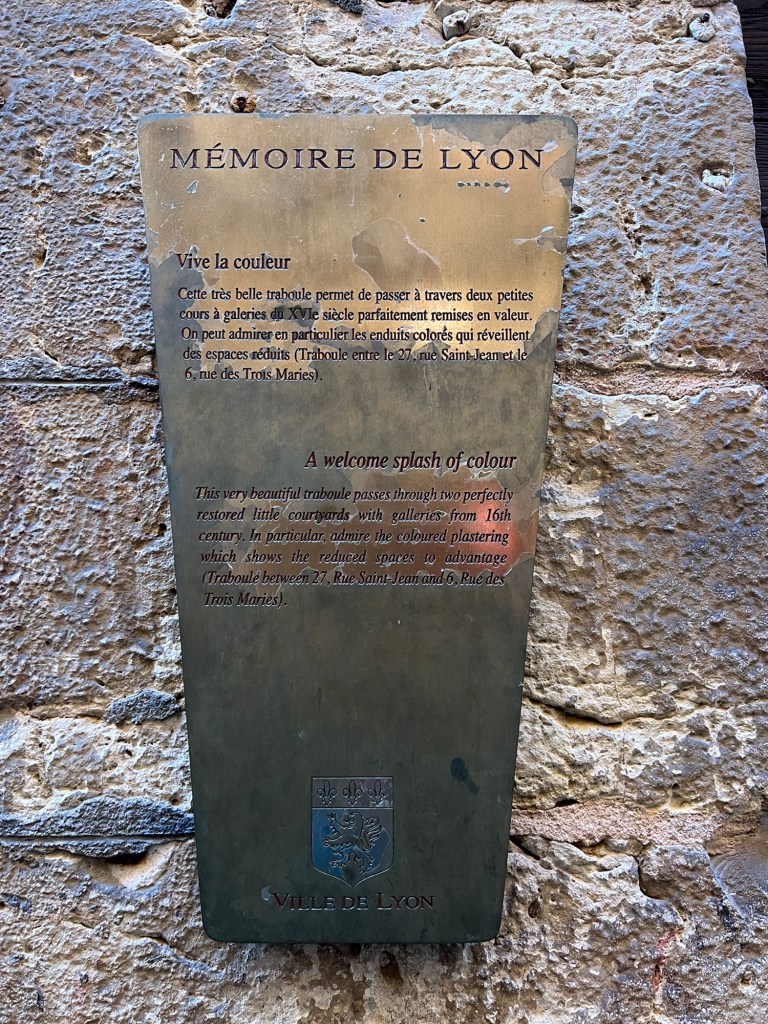 MÉMOIRE DE LYON
Vive la couleur
Cette très belle traboule permet de passer à travers deux petites
cours à galeries du XVIe siècle parfaitement remises en valeur.
On peut admirer en particulier les enduits colorés qui réveillent
des espaces réduits (Traboule entre le 27, rue Saint-Jean et le
6, rue des Trois Maries).
A welcome splash of colour
This very beautiful traboule passes through two perfectly
restored little courtyards with galleries from 16th
century. In particular, admire the coloured plastering
which shows the reduced spaces to advantage
(Traboule between 27, Rue Saint-Jean and 6, Rue des
Trois Maries).
VILLE DE LYON